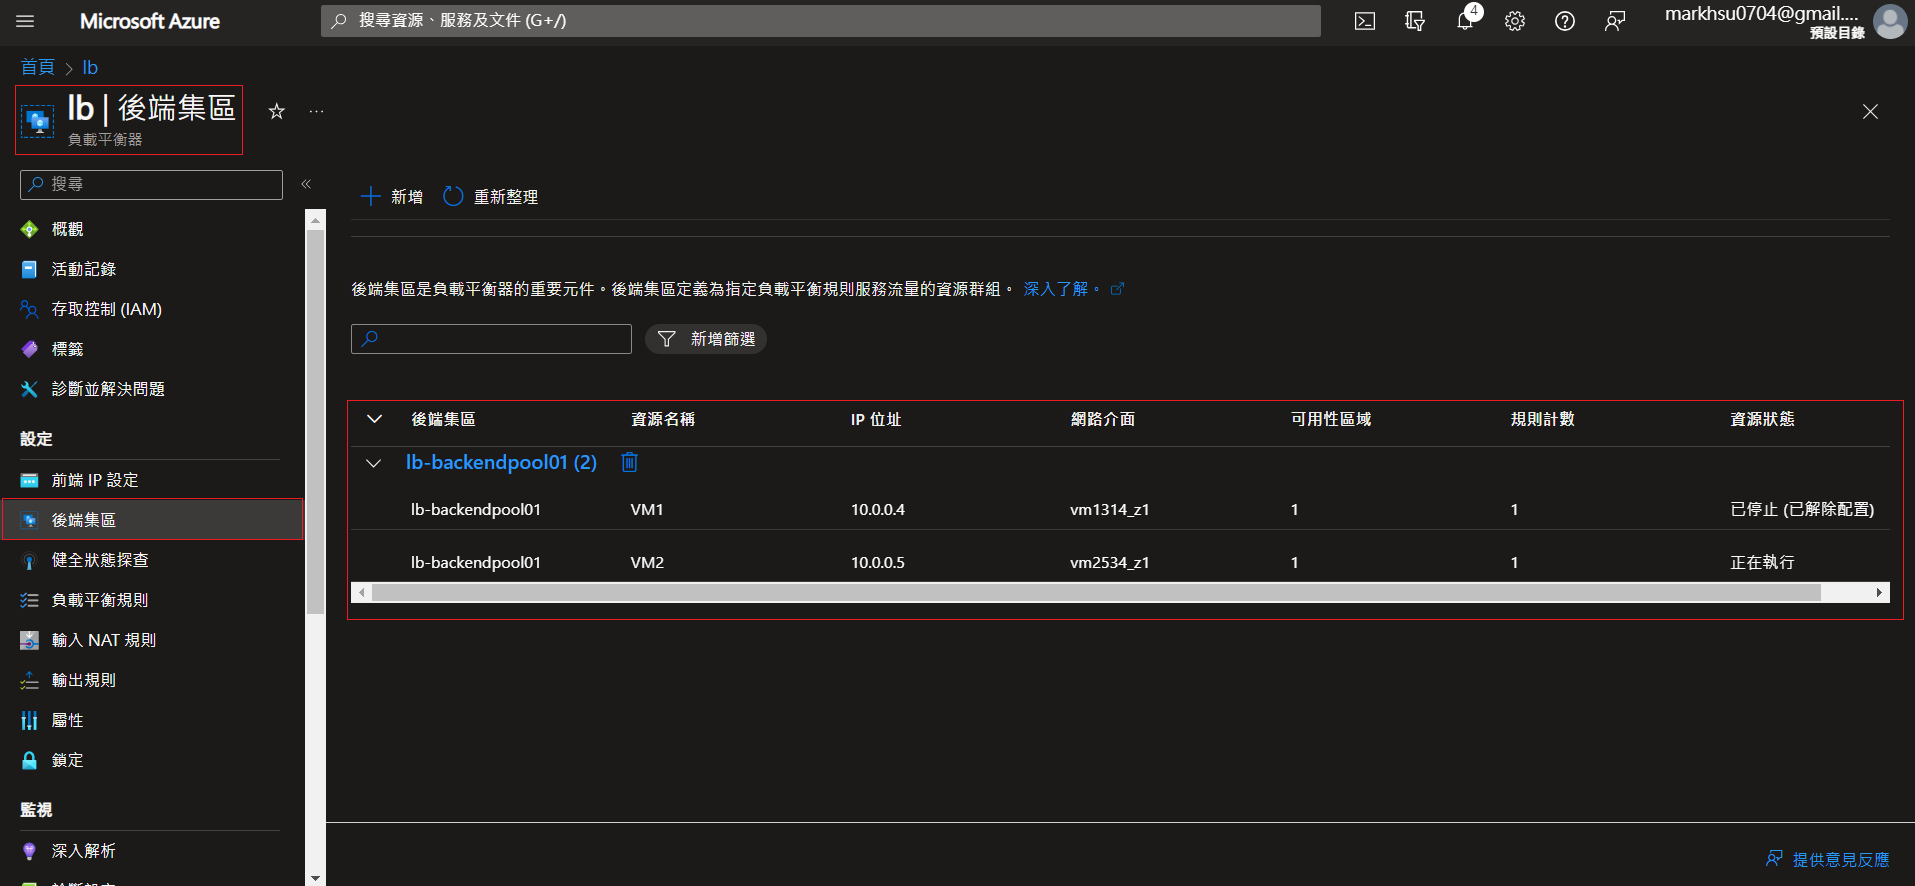 Microsoft Azure
搜尋資源、服務及文件 (G+/)
4
markhsu0704@gmail....
預設目錄
首頁 > lb
lb | 後端集區
負載平衡器
搜尋
«
概觀
活動記錄
存取控制 (IAM)
標籤
診斷並解決問題
設定
前端 IP 設定
後端集區
健全狀態探查
負載平衡規則
輸入 NAT 規則
輸出規則
屬性
鎖定
監視
深入解析
新增
重新整理
後端集區是負載平衡器的重要元件。後端集區定義為指定負載平衡規則服務流量的資源群組。 深入了解。
新增篩選
後端集區 資源名稱 IP 位址 網路介面 可用性區域 規則計數 資源狀態
lb-backendpool01 (2)
lb-backendpool01 VM1 10.0.0.4 vm1314_z1 1 1 已停止 (已解除配置)
lb-backendpool01 VM2 10.0.0.5 vm2534_z1 1 1 正在執行
提供意見反應